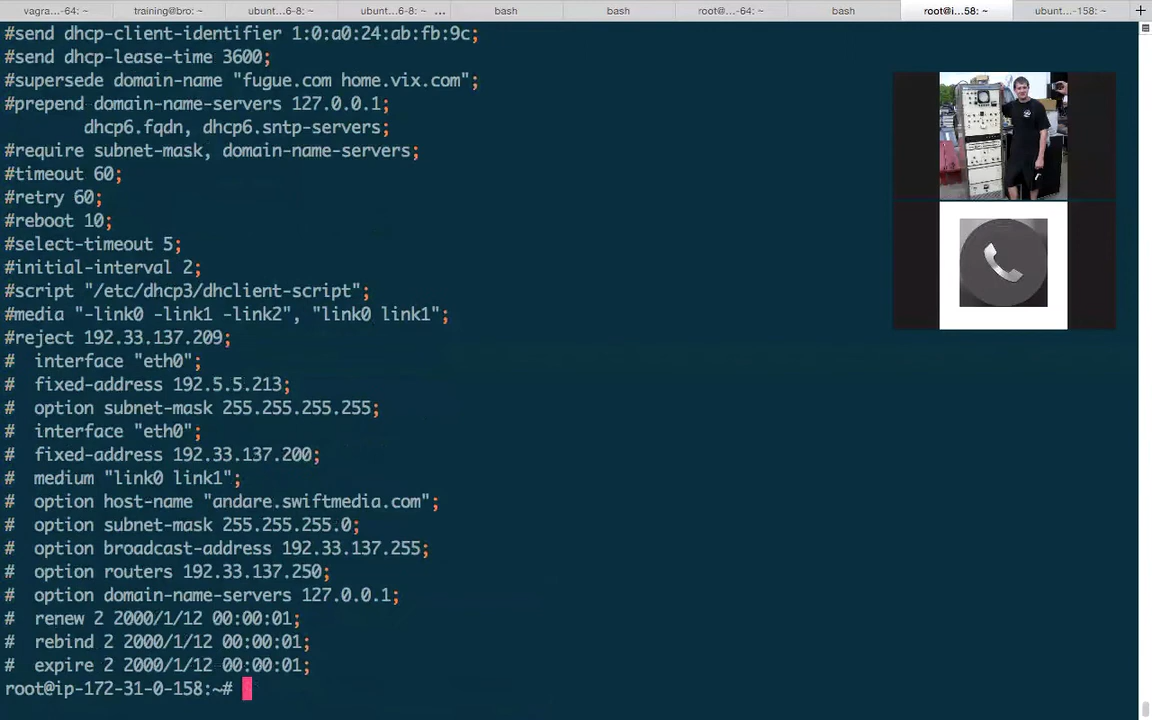 vagra...-64: ~
training@bro: ~
ubunt...6-8: ~
ubunt...6-8: ~ ...
bash
bash
root@...-64: ~
bash
root@i...58: ~
ubunt...-158: ~
#send dhcp-client-identifier 1:0:a0:24:ab:fb:9c;
#send dhcp-lease-time 3600;
#supersede domain-name "fugue.com home.vix.com";
#prepend domain-name-servers 127.0.0.1;
        dhcp6.fqdn, dhcp6.sntp-servers;
#require subnet-mask, domain-name-servers;
#timeout 60;
#retry 60;
#reboot 10;
#select-timeout 5;
#initial-interval 2;
#script "/etc/dhcp3/dhclient-script";
#media "-link0 -link1 -link2", "link0 link1";
#reject 192.33.137.209;
#  interface "eth0";
#  fixed-address 192.5.5.213;
#  option subnet-mask 255.255.255.255;
#  interface "eth0";
#  fixed-address 192.33.137.200;
#  medium "link0 link1";
#  option host-name "andare.swiftmedia.com";
#  option subnet-mask 255.255.255.0;
#  option broadcast-address 192.33.137.255;
#  option routers 192.33.137.250;
#  option domain-name-servers 127.0.0.1;
#  renew 2 2000/1/12 00:00:01;
#  rebind 2 2000/1/12 00:00:01;
#  expire 2 2000/1/12 00:00:01;
root@ip-172-31-0-158:~#